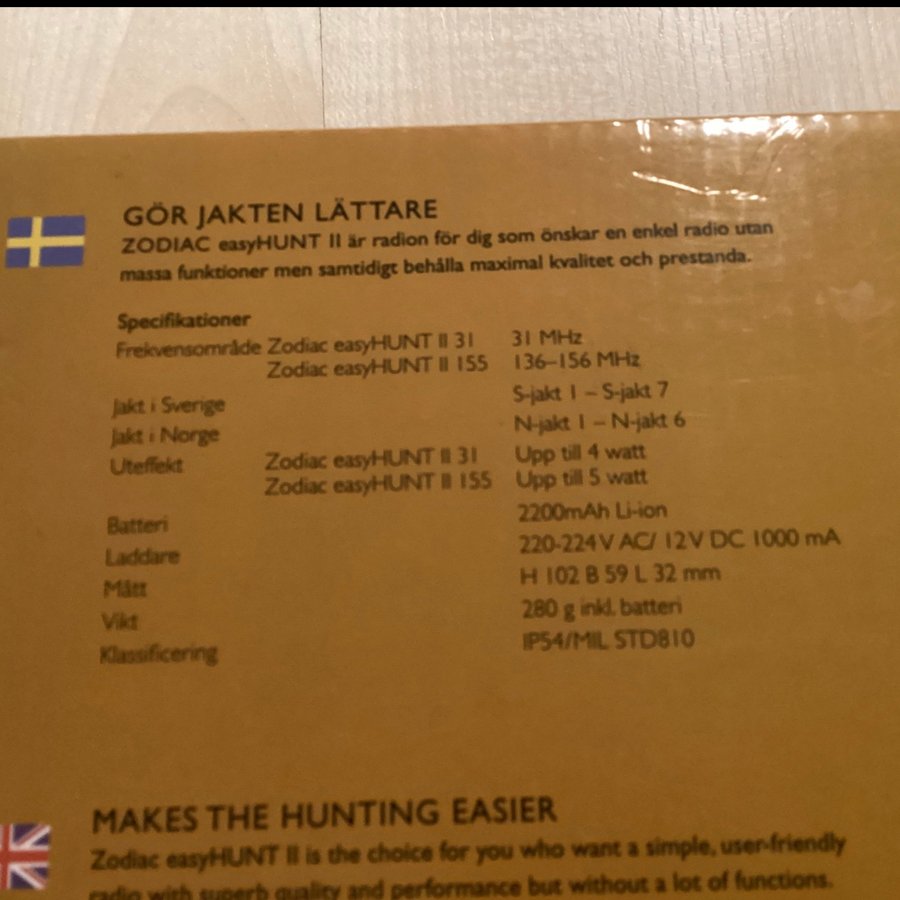 GÖR JAKTEN LÄTTARE
ZODIAC easyHUNT II är radion för dig som önskar en enkel radio utan
massa funktioner men samtidigt behålla maximal kvalitet och prestanda.
Specifikationer
Frekvensområde Zodiac easyHUNT II 31 31 MHz
Zodiac easyHUNT II 155 136–156 MHz
Jakt i Sverige S-jakt 1 – S-jakt 7
Jakt i Norge N-jakt 1 – N-jakt 6
Uteffekt Zodiac easyHUNT II 31 Upp till 4 watt
Zodiac easyHUNT II 155 Upp till 5 watt
Batteri 2200mAh Li-ion
Laddare 220-224V AC/ 12V DC 1000 mA
Mått H 102 B 59 L 32 mm
Vikt 280 g inkl. batteri
Klassificering IP54/MIL STD810
MAKES THE HUNTING EASIER
Zodiac easyHUNT II is the choice for you who want a simple, user-friendly
radio with superb quality and performance but without a lot of functions.